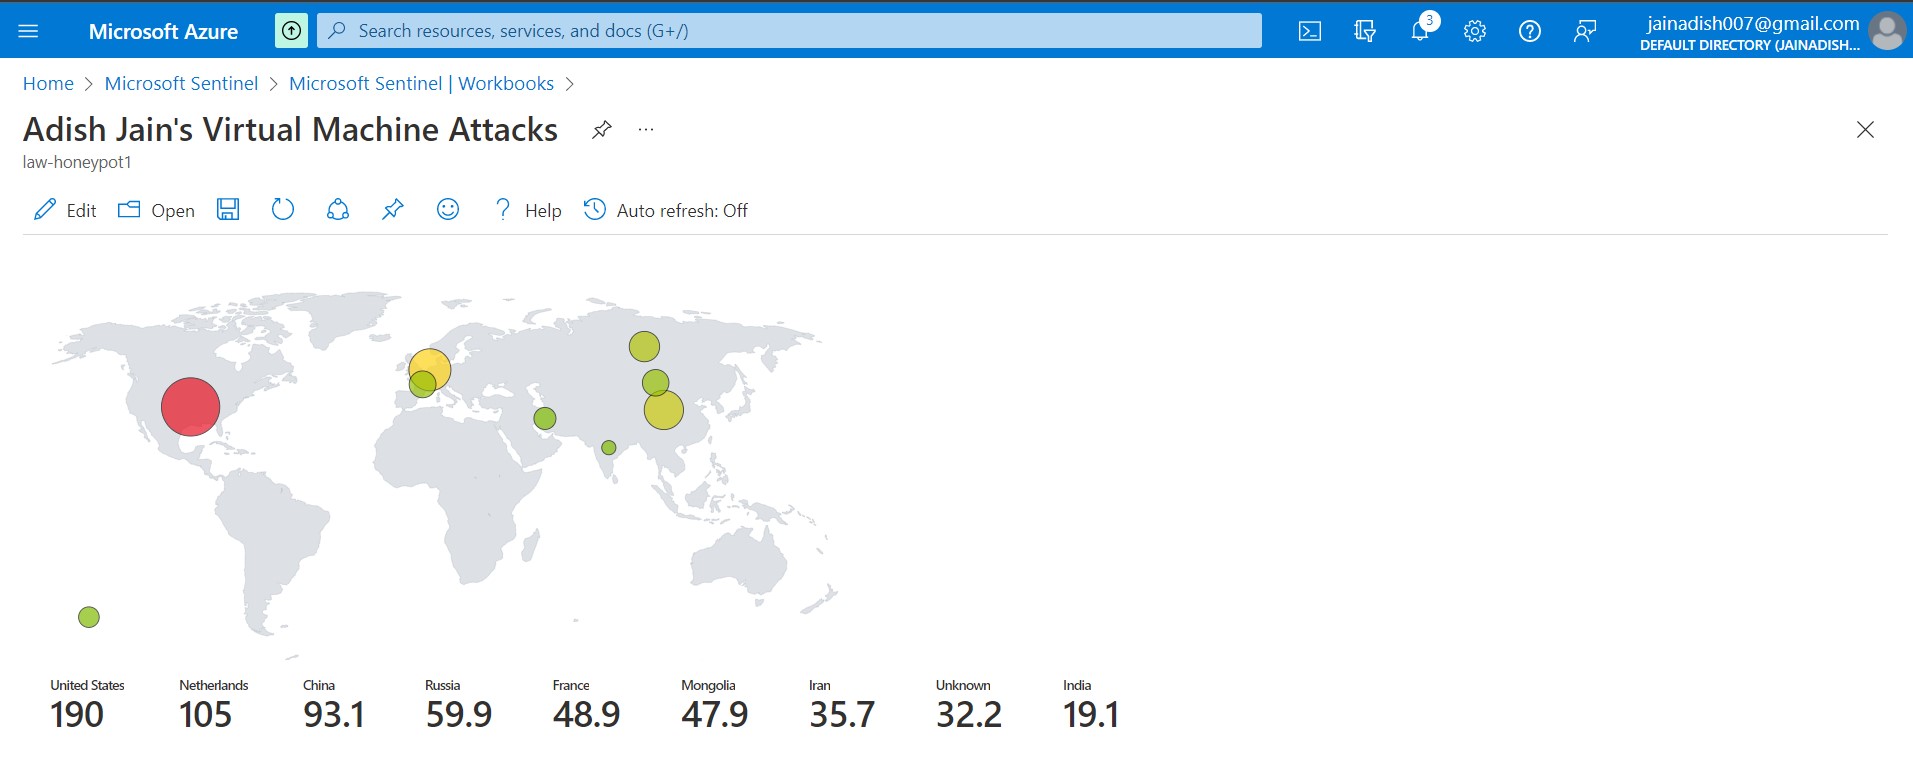 Microsoft Azure
Search resources, services, and docs (G+/)
3
jainadish007@gmail.com
DEFAULT DIRECTORY (JAINADISH...
Home > Microsoft Sentinel > Microsoft Sentinel | Workbooks >
Adish Jain's Virtual Machine Attacks
...
law-honeypot1
Edit Open Help Auto refresh: Off
United States Netherlands China Russia France Mongolia Iran Unknown India
190 105 93.1 59.9 48.9 47.9 35.7 32.2 19.1